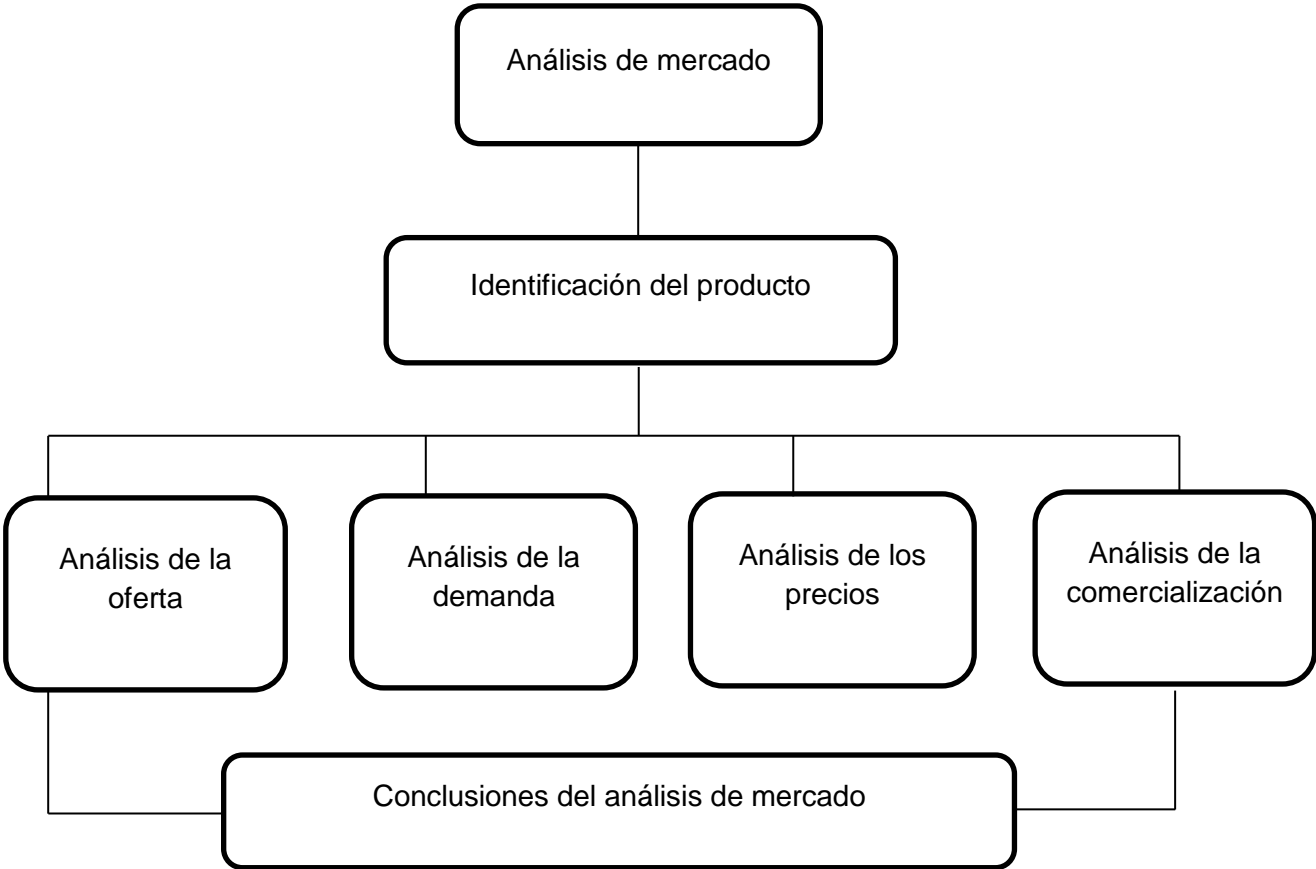 Análisis de mercado
Identificación del producto
Análisis de la
oferta
Análisis de la
demanda
Análisis de los
precios
Análisis de la
comercialización
Conclusiones del análisis de mercado